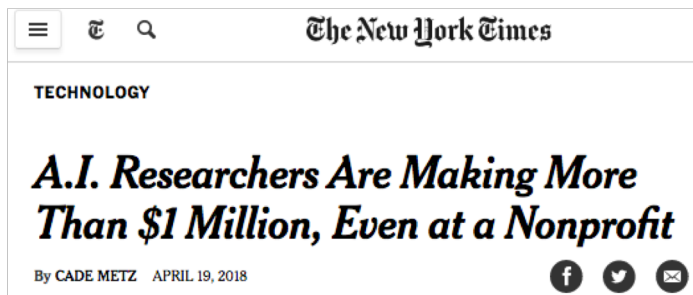 The New York Times
TECHNOLOGY
A.I. Researchers Are Making More
Than $1 Million, Even at a Nonprofit
By CADE METZ APRIL 19, 2018